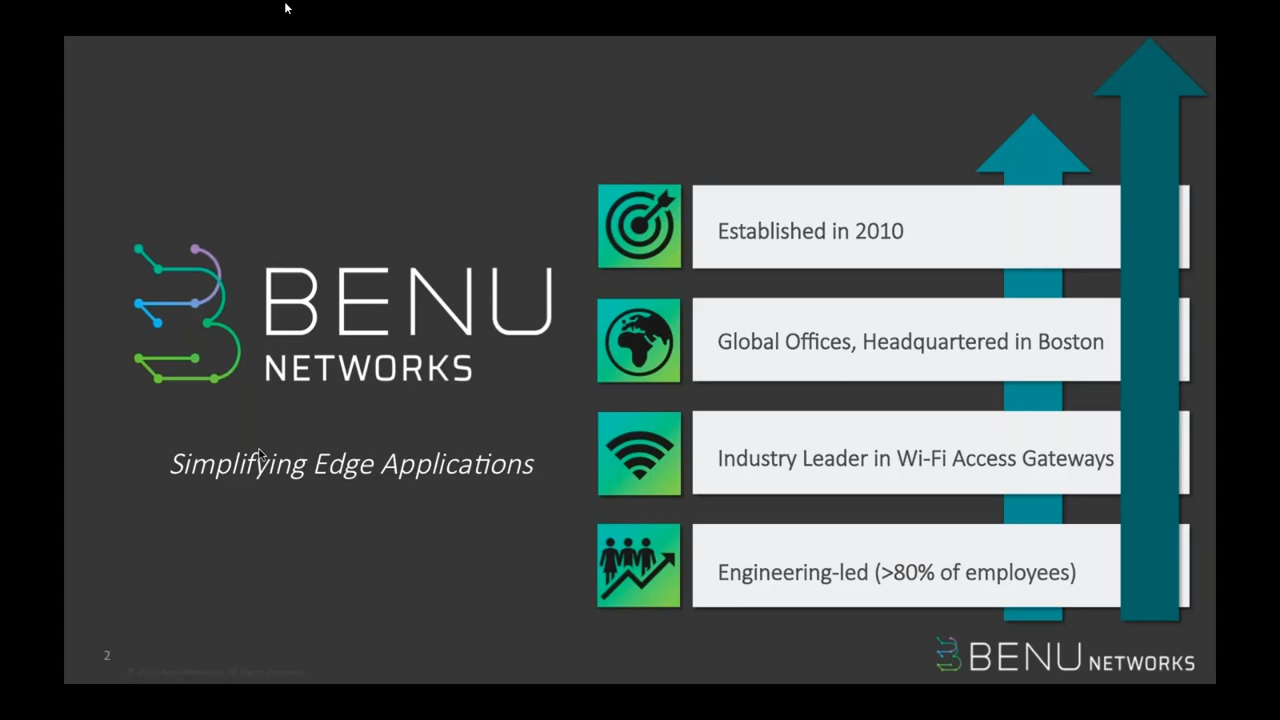 BENU
NETWORKS
Simplifying Edge Applications
Established in 2010
Global Offices, Headquartered in Boston
Industry Leader in Wi-Fi Access Gateways
Engineering-led (>80% of employees)
2
BENU NETWORKS